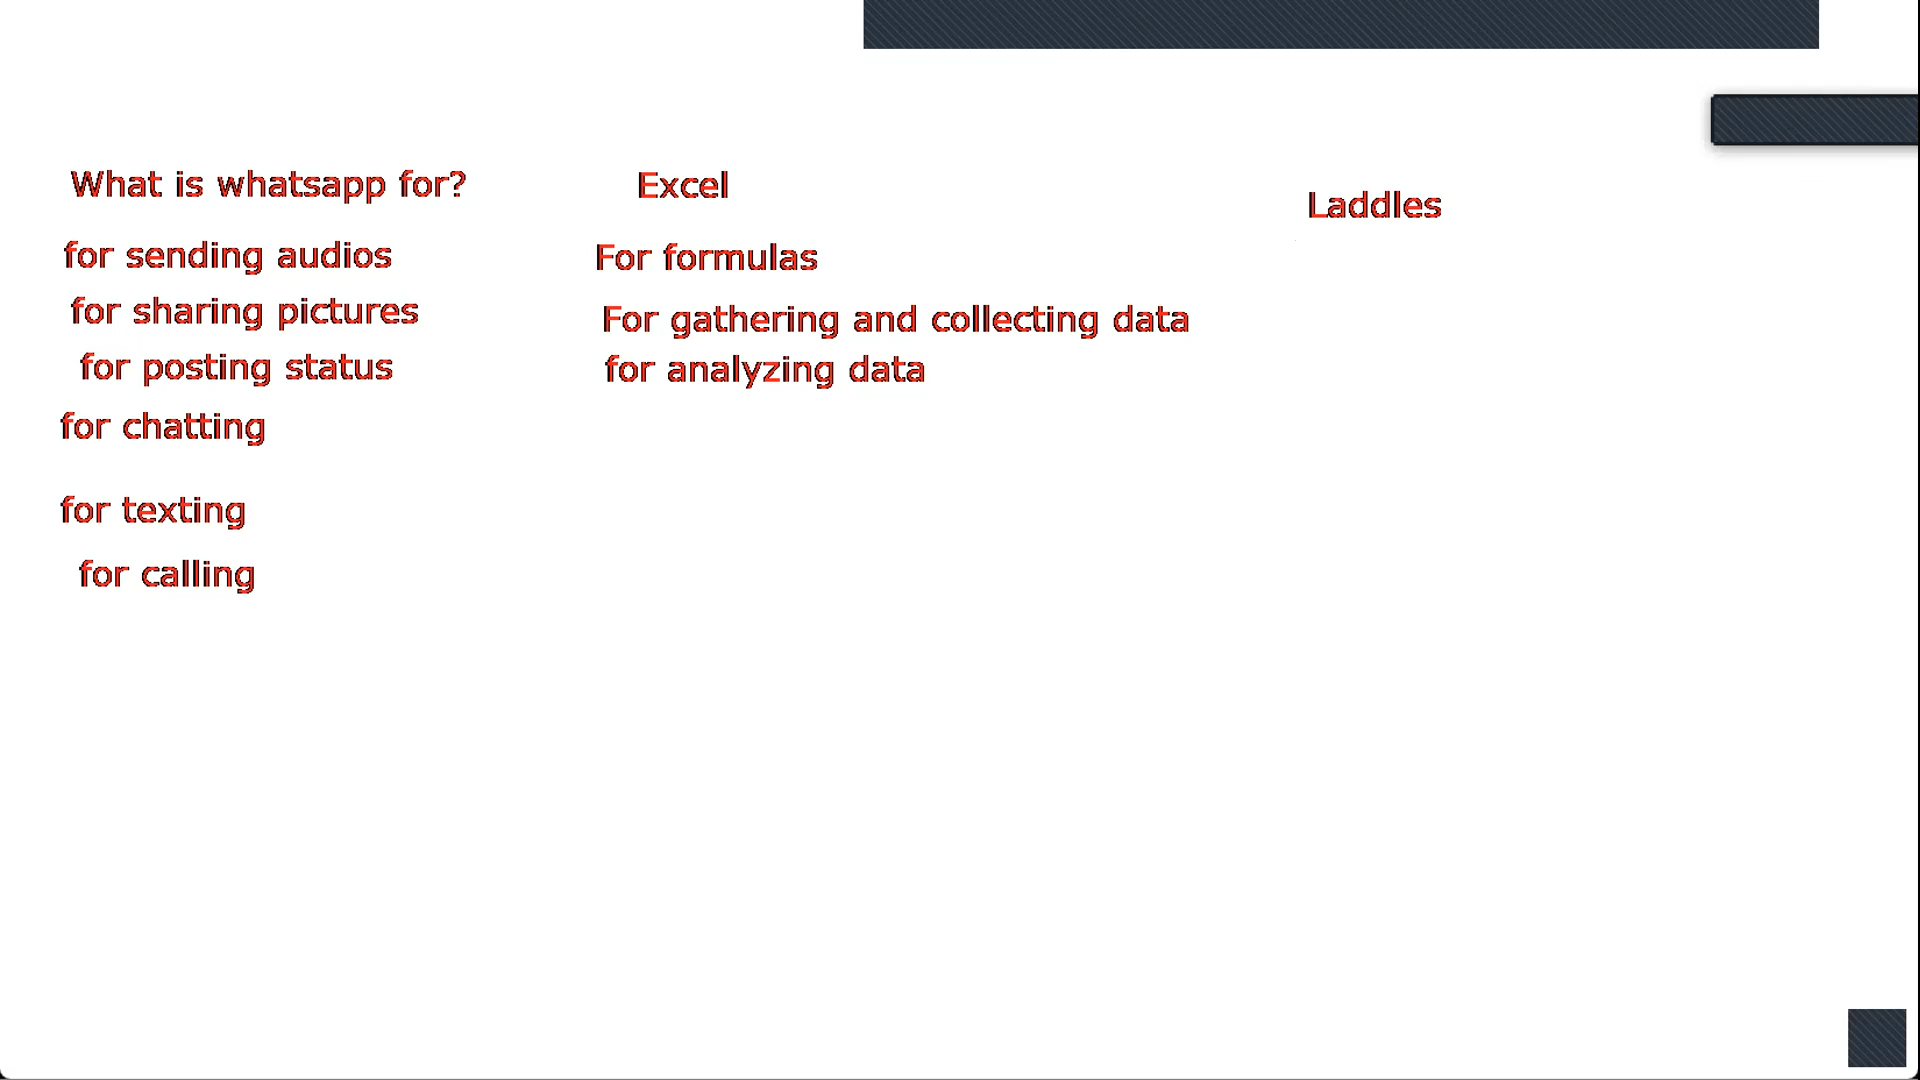 What is whatsapp for?
for sending audios
for sharing pictures
for posting status
for chatting
for texting
for calling
Excel
For formulas
For gathering and collecting data
for analyzing data
Laddles